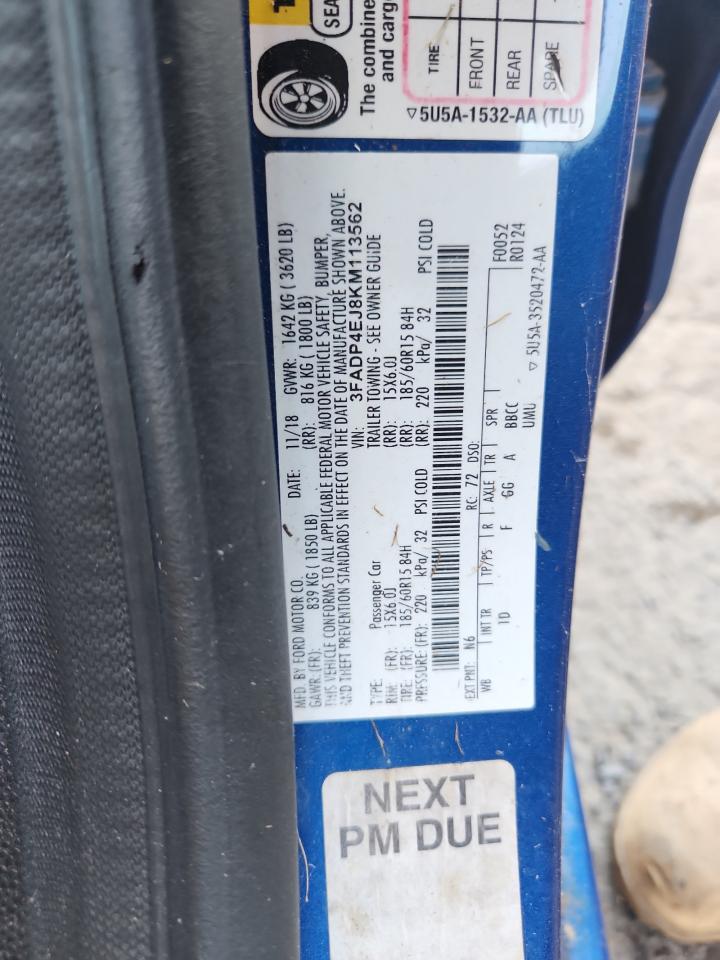 SEA
The combine
and cargo
TIRE
FRONT
REAR
SPARE
▽5U5A-1532-AA (TLU)
MFD. BY FORD MOTOR CO. DATE: 11/18 GVWR: 1642 KG ( 3620 LB)
GAWR: (FR): 839 KG ( 1850 LB) (RR): 816 KG ( 1800 LB)
THIS VEHICLE CONFORMS TO ALL APPLICABLE FEDERAL MOTOR VEHICLE SAFETY, BUMPER,
AND THEFT PREVENTION STANDARDS IN EFFECT ON THE DATE OF MANUFACTURE SHOWN ABOVE.
VIN: 3FADP4EJ8KM113562
TYPE: Passenger Car TRAILER TOWING - SEE OWNER GUIDE
RIM: (FR): 15X6.0J (RR): 15X6.0J
TIRE: (FR): 185/60R15 84H (RR): 185/60R15 84H
PRESSURE: (FR): 220 kPa/ 32 PSI COLD (RR): 220 kPa/ 32 PSI COLD
EXT PNT: N6 RC: 72 DSO: F0052
WB INT TR TP/PS R AXLE TR SPR R0124
1D F GG A BBCC
UMU
▽ 5U5A-3520472-AA
NEXT
PM DUE